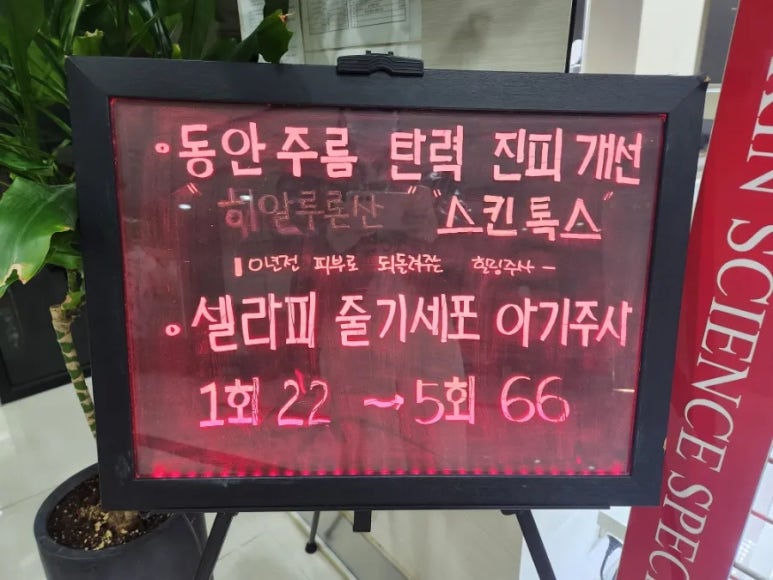 • 동안주름 탄력 진피개선
"히알루론산" "스킨톡스"
10년전 피부로 되돌려주는 힐링주사 -
• 셀라피 줄기세포 아기주사
1회 22 → 5회 66
KIN SCIENCE SPEC